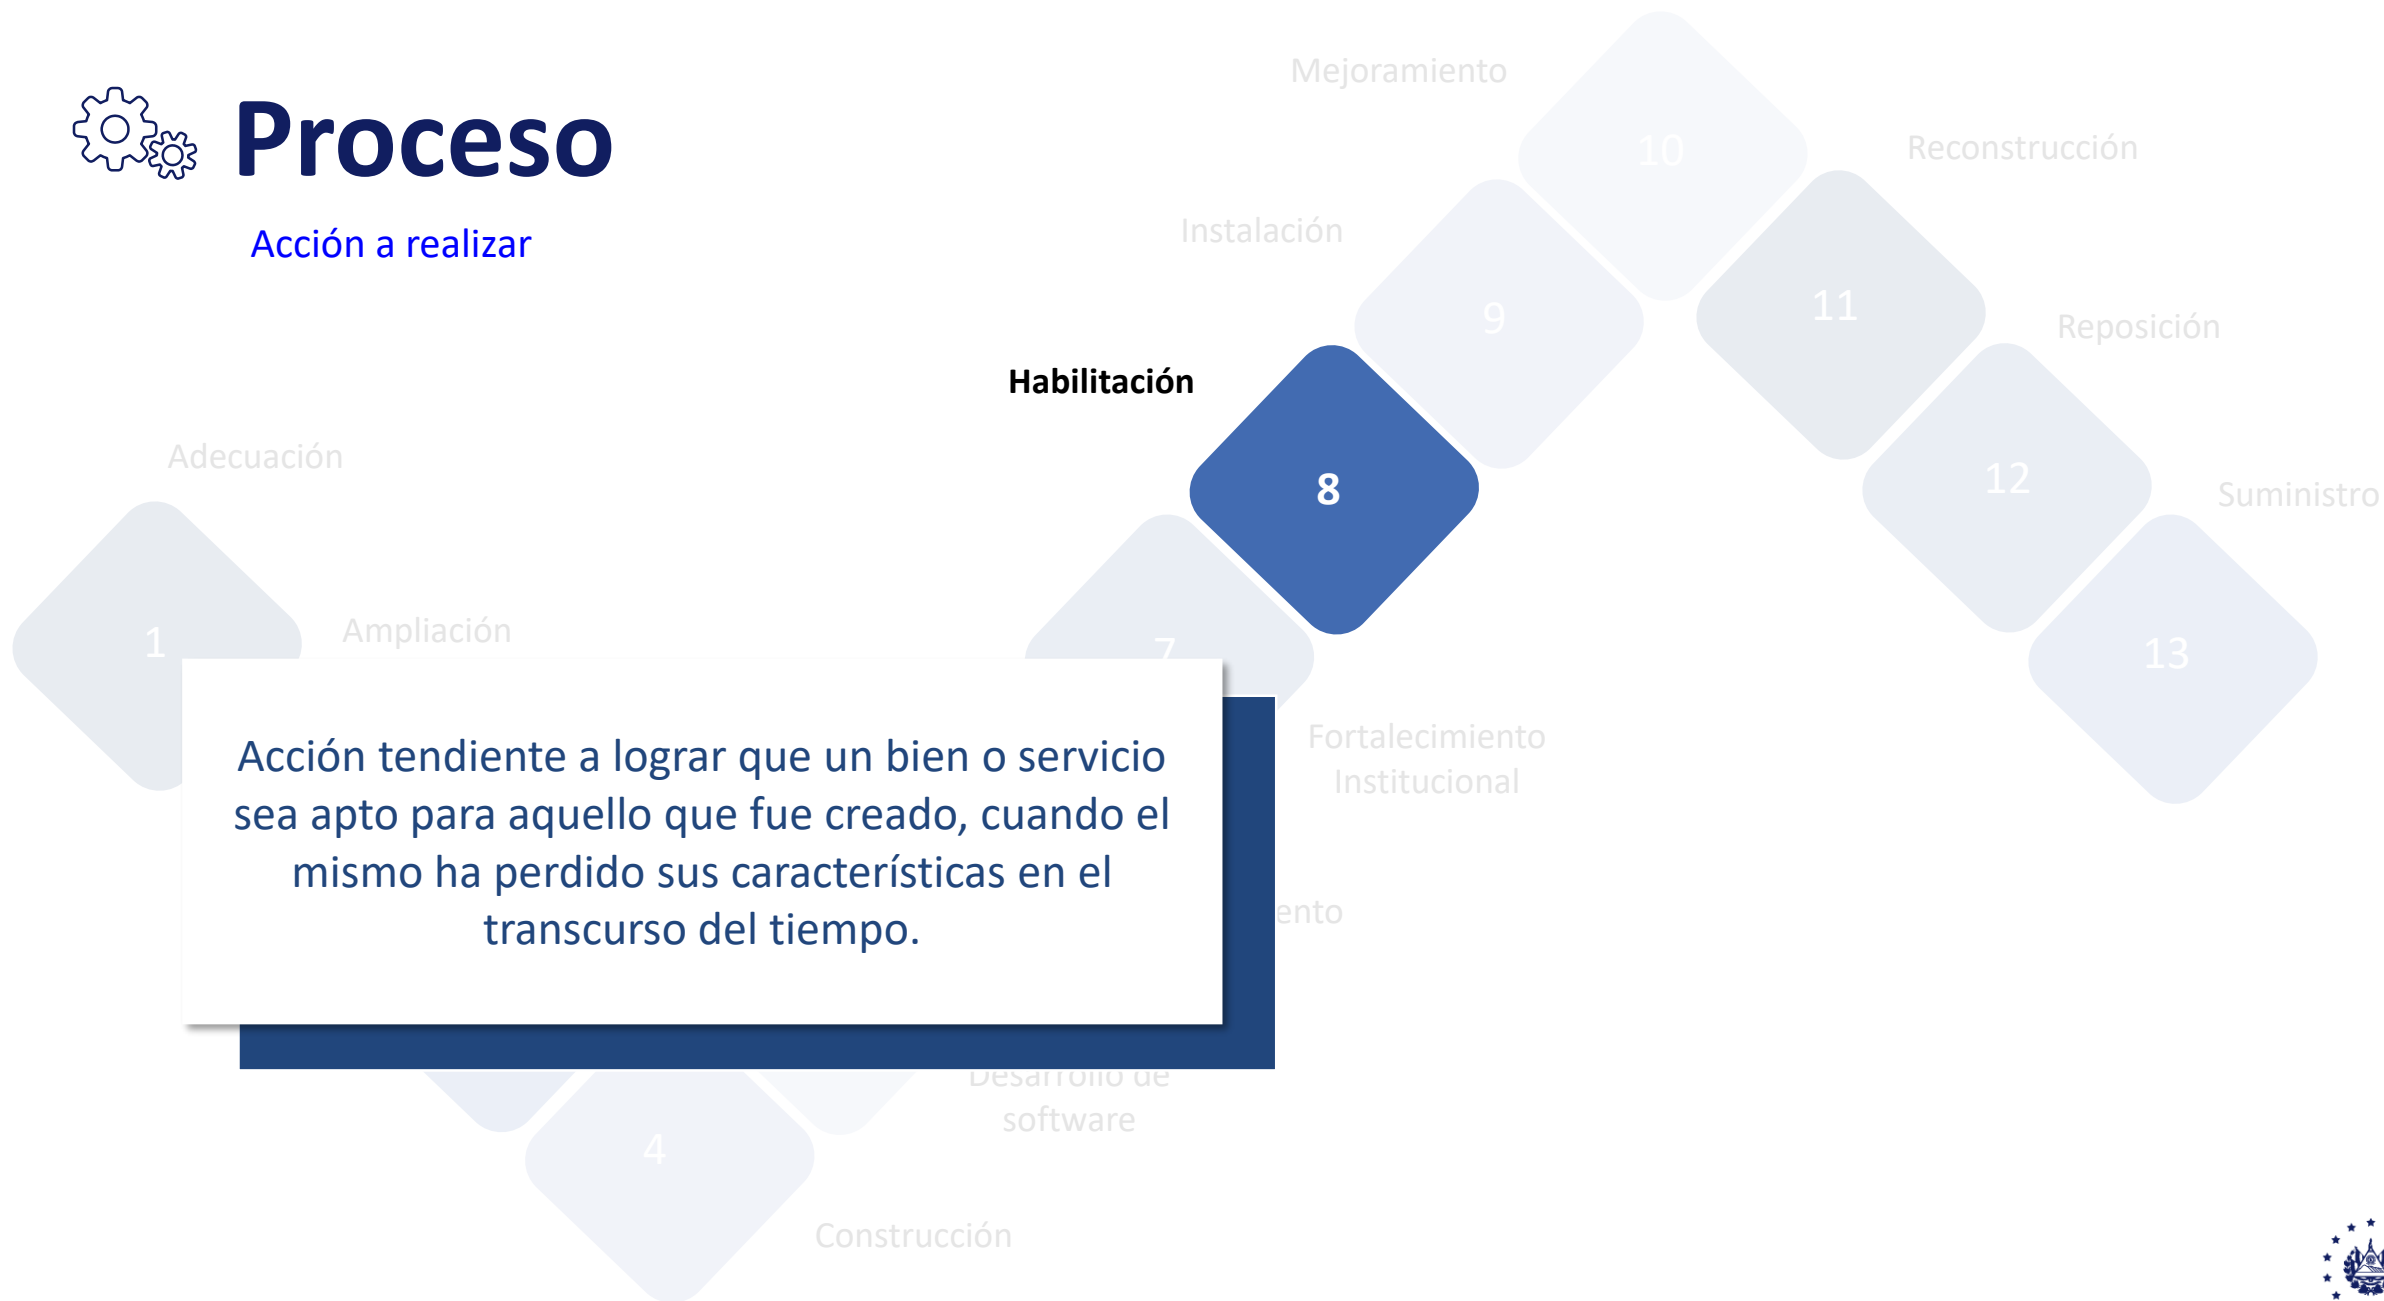 Proceso
Acción a realizar
Mejoramiento
10
Reconstrucción
Instalación
9
11
Reposición
Habilitación
8
12
Suministro
Adecuación
1
Ampliación
7
13
Fortalecimiento
Institucional
Acción tendiente a lograr que un bien o servicio
sea apto para aquello que fue creado, cuando el
mismo ha perdido sus características en el
transcurso del tiempo.
Desarrollo de
software
4
Construcción